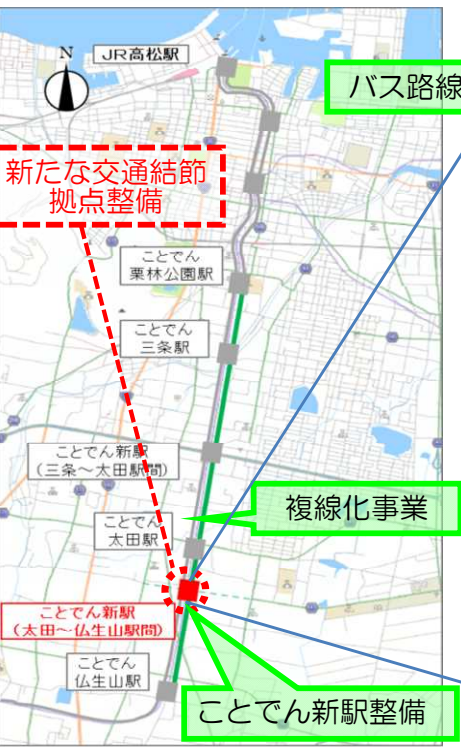 N
JR高松駅
バス路線
新たな交通結節
拠点整備
ことでん
栗林公園駅
ことでん
三条駅
ことでん新駅
(三条～太田駅間)
複線化事業
ことでん
太田駅
ことでん新駅
(太田～仏生山駅間)
ことでん
仏生山駅
ことでん新駅整備